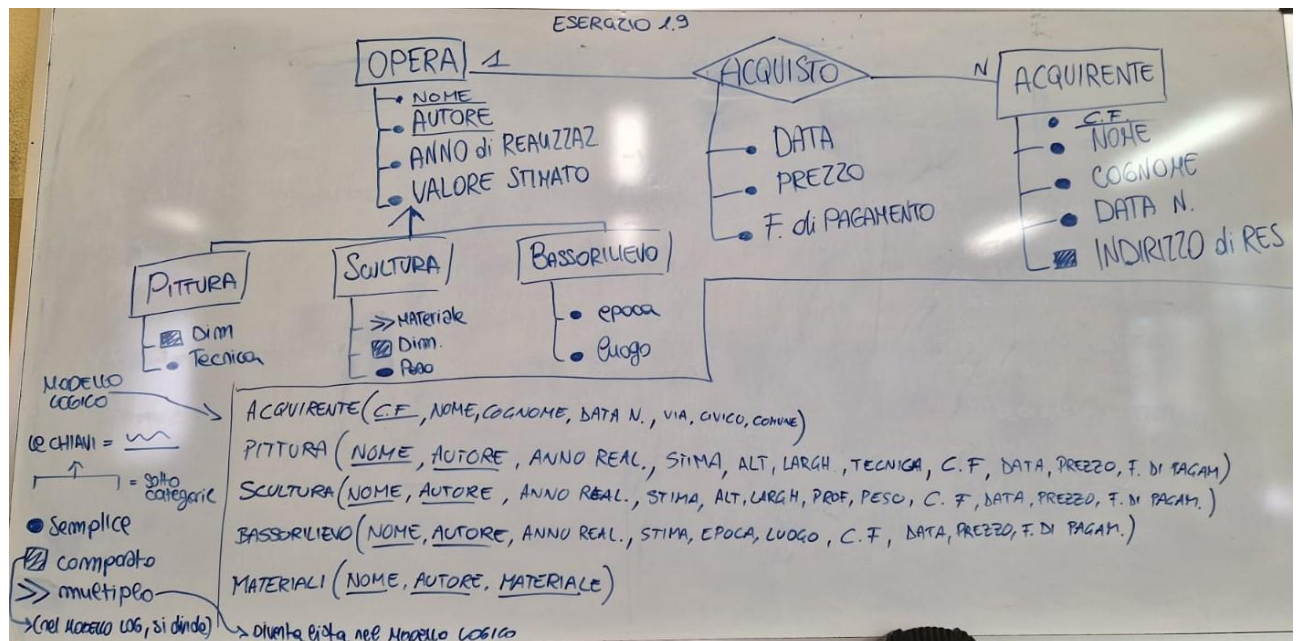 ESERCIZIO 1.9
OPERA 1 ACQUISTO N ACQUIRENTE
NOME
AUTORE
ANNO di REALIZZAZ
VALORE STIMATO
DATA
PREZZO
F. di PAGAMENTO
C.F.
NOME
COGNOME
DATA N.
INDIRIZZO di RES
PITTURA
Dim
Tecnica
SCULTURA
Materiale
Dim.
Peso
BASSORILIEVO
epoca
luogo
MODELLO
LOGICO
le CHIAVI =
= sotto
categorie
Semplice
composto
multiplo
(nel MODELLO LOG, si divide)
Diventa lista nel MODELLO LOGICO
ACQUIRENTE (C.F, NOME, COGNOME, DATA N., VIA, CIVICO, COMUNE)
PITTURA (NOME, AUTORE, ANNO REAL., STIMA, ALT, LARGH., TECNICA, C.F, DATA, PREZZO, F. DI PAGAM)
SCULTURA (NOME, AUTORE, ANNO REAL., STIMA, ALT, LARGH, PROF, PESO, C.F, DATA, PREZZO, F. DI PAGAM.)
BASSORILIEVO (NOME, AUTORE, ANNO REAL., STIMA, EPOCA, LUOGO, C.F, DATA, PREZZO, F. DI PAGAM.)
MATERIALI (NOME, AUTORE, MATERIALE)